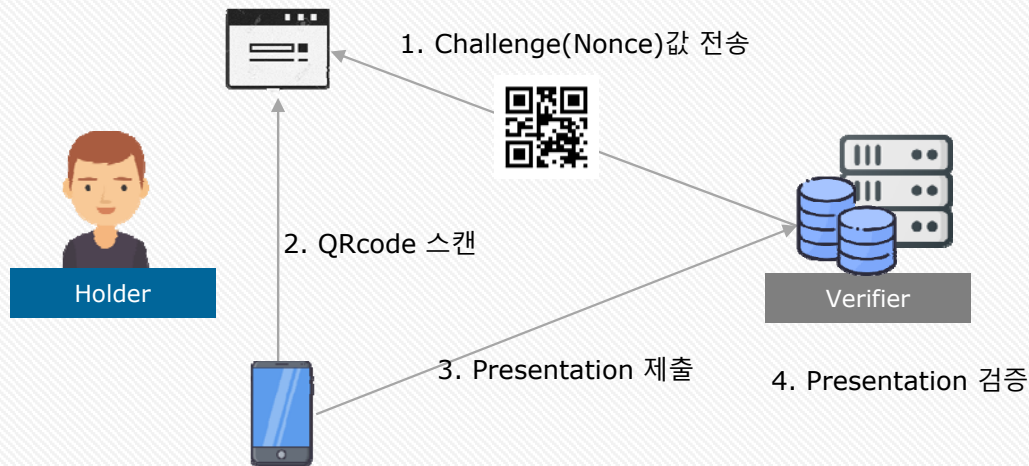 1. Challenge(Nonce)값 전송
2. QRcode 스캔
Holder
Verifier
3. Presentation 제출
4. Presentation 검증